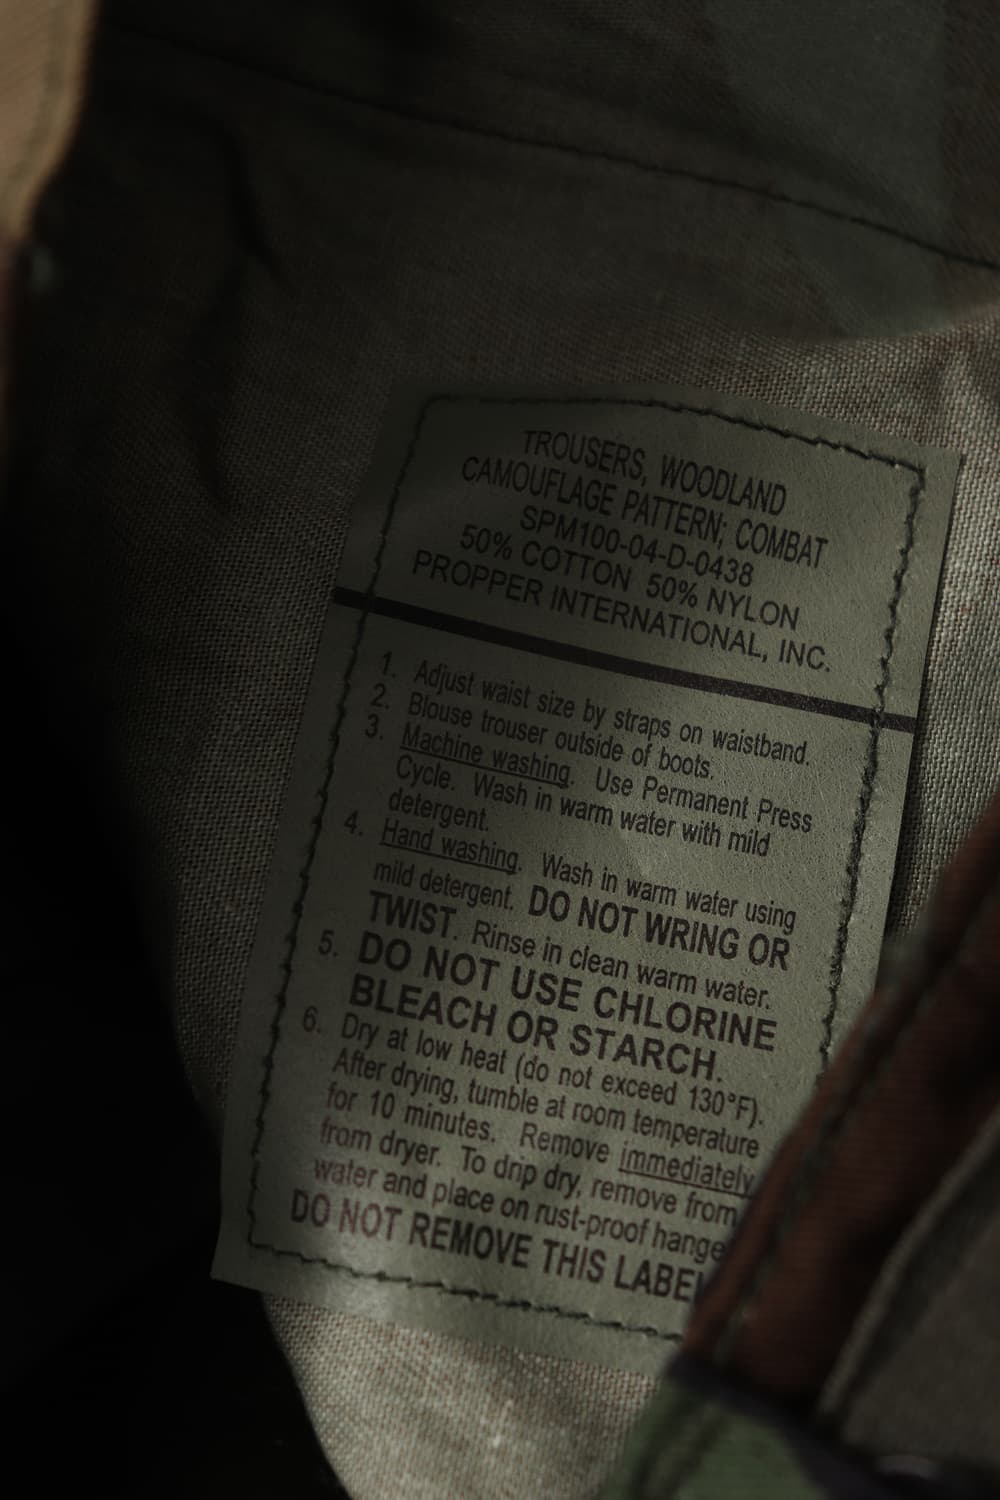 TROUSERS, WOODLAND
CAMOUFLAGE PATTERN; COMBAT
SPM100-04-D-0438
50% COTTON 50% NYLON
PROPPER INTERNATIONAL, INC.
1. Adjust waist size by straps on waistband.
2. Blouse trouser outside of boots.
3. Machine washing. Use Permanent Press
Cycle. Wash in warm water with mild
detergent.
4. Hand washing. Wash in warm water using
mild detergent. DO NOT WRING OR
TWIST. Rinse in clean warm water.
5. DO NOT USE CHLORINE
BLEACH OR STARCH.
6. Dry at low heat (do not exceed 130°F).
After drying, tumble at room temperature
for 10 minutes. Remove immediately
from dryer. To drip dry, remove from
water and place on rust-proof hange
DO NOT REMOVE THIS LABEL